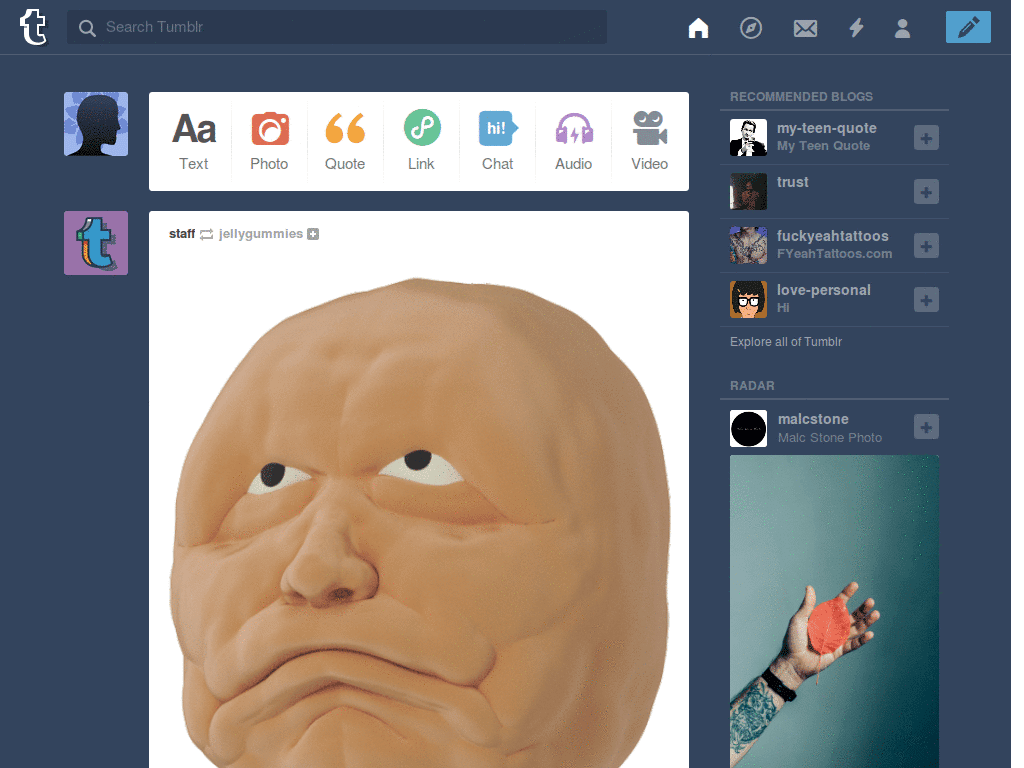 Search Tumblr
Aa
Text
Photo
Quote
Link
hi!
Chat
Audio
Video
staff jellygummies
RECOMMENDED BLOGS
my-teen-quote
My Teen Quote
trust
fuckyeahtattoos
FYeahTattoos.com
love-personal
Hi
Explore all of Tumblr
RADAR
malcstone
Malc Stone Photo